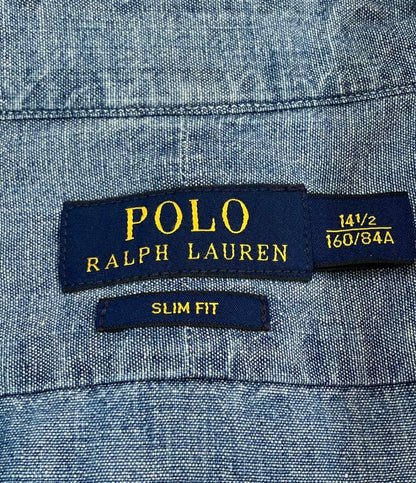 POLO
RALPH LAUREN
14 1/2
160/84A
SLIM FIT